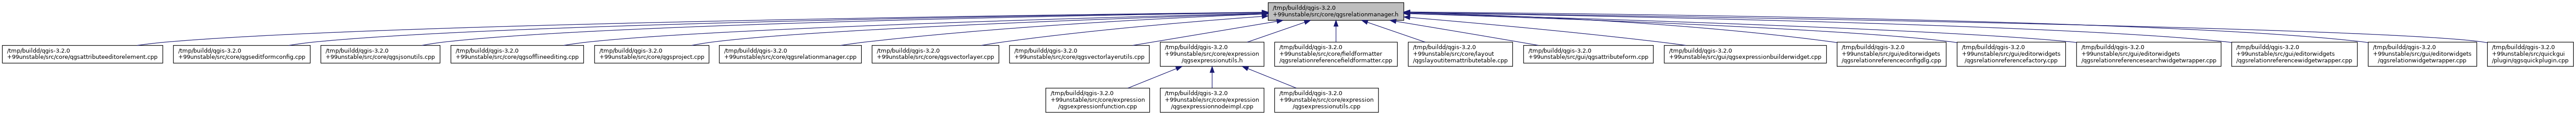 /tmp/buildd/qgis-3.2.0
+99unstable/src/core/qgsrelationmanager.h
/tmp/buildd/qgis-3.2.0
+99unstable/src/core/qgsattributeeditorelement.cpp
/tmp/buildd/qgis-3.2.0
+99unstable/src/core/qgseditformconfig.cpp
/tmp/buildd/qgis-3.2.0
+99unstable/src/core/qgsjsonutils.cpp
/tmp/buildd/qgis-3.2.0
+99unstable/src/core/qgsofflineediting.cpp
/tmp/buildd/qgis-3.2.0
+99unstable/src/core/qgsproject.cpp
/tmp/buildd/qgis-3.2.0
+99unstable/src/core/qgsrelationmanager.cpp
/tmp/buildd/qgis-3.2.0
+99unstable/src/core/qgsvectorlayer.cpp
/tmp/buildd/qgis-3.2.0
+99unstable/src/core/qgsvectorlayerutils.cpp
/tmp/buildd/qgis-3.2.0
+99unstable/src/core/expression
/qgsexpressionutils.h
/tmp/buildd/qgis-3.2.0
+99unstable/src/core/fieldformatter
/qgsrelationreferencefieldformatter.cpp
/tmp/buildd/qgis-3.2.0
+99unstable/src/core/layout
/qgslayoutitemattributetable.cpp
/tmp/buildd/qgis-3.2.0
+99unstable/src/gui/qgsattributeform.cpp
/tmp/buildd/qgis-3.2.0
+99unstable/src/gui/qgsexpressionbuilderwidget.cpp
/tmp/buildd/qgis-3.2.0
+99unstable/src/gui/editorwidgets
/qgsrelationreferenceconfigdlg.cpp
/tmp/buildd/qgis-3.2.0
+99unstable/src/gui/editorwidgets
/qgsrelationreferencefactory.cpp
/tmp/buildd/qgis-3.2.0
+99unstable/src/gui/editorwidgets
/qgsrelationreferencesearchwidgetwrapper.cpp
/tmp/buildd/qgis-3.2.0
+99unstable/src/gui/editorwidgets
/qgsrelationreferencewidgetwrapper.cpp
/tmp/buildd/qgis-3.2.0
+99unstable/src/gui/editorwidgets
/qgsrelationwidgetwrapper.cpp
/tmp/buildd/qgis-3.2.0
+99unstable/src/quickgui
/plugin/qgsquickplugin.cpp
/tmp/buildd/qgis-3.2.0
+99unstable/src/core/expression
/qgsexpressionfunction.cpp
/tmp/buildd/qgis-3.2.0
+99unstable/src/core/expression
/qgsexpressionnodeimpl.cpp
/tmp/buildd/qgis-3.2.0
+99unstable/src/core/expression
/qgsexpressionutils.cpp